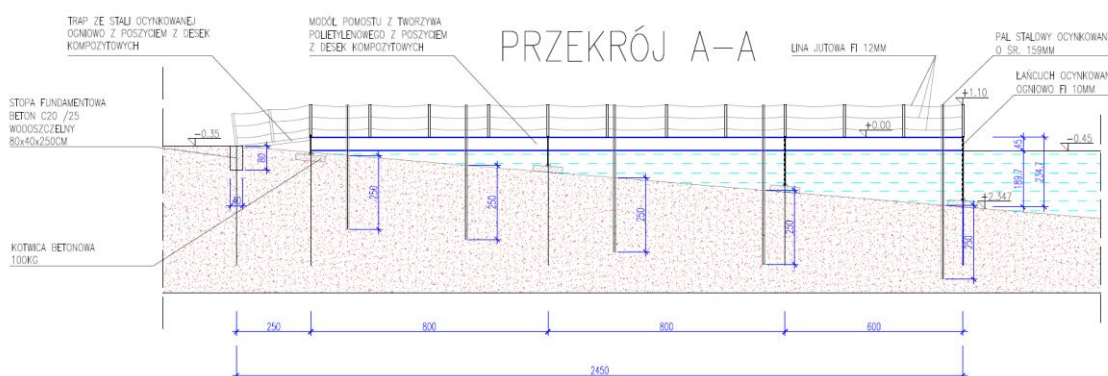 TRAP ZE STALI OCYNKOWANEJ
OGNIOWO Z POSZYCIEM Z DESEK
KOMPOZYTOWYCH
MODÓŁ POMOSTU Z TWORZYWA
POLIETYLENOWEGO Z POSZYCIEM
Z DESEK KOMPOZYTOWYCH
PRZEKRÓJ A-A
LINA JUTOWA FI 12MM
PAL STALOWY OCYNKOWAN
O ŚR. 159MM
ŁAŃCUCH OCYNKOWAN
OGNIOWO FI 10MM
STOPA FUNDAMENTOWA
BETON C20 /25
WODOSZCZELNY
80x40x250CM
-0.35
+1.10
+0.00
-0.45
80
45
189.7
234.7
+2.347
250
250
250
250
250
KOTWICA BETONOWA
100KG
250
800
800
600
2450